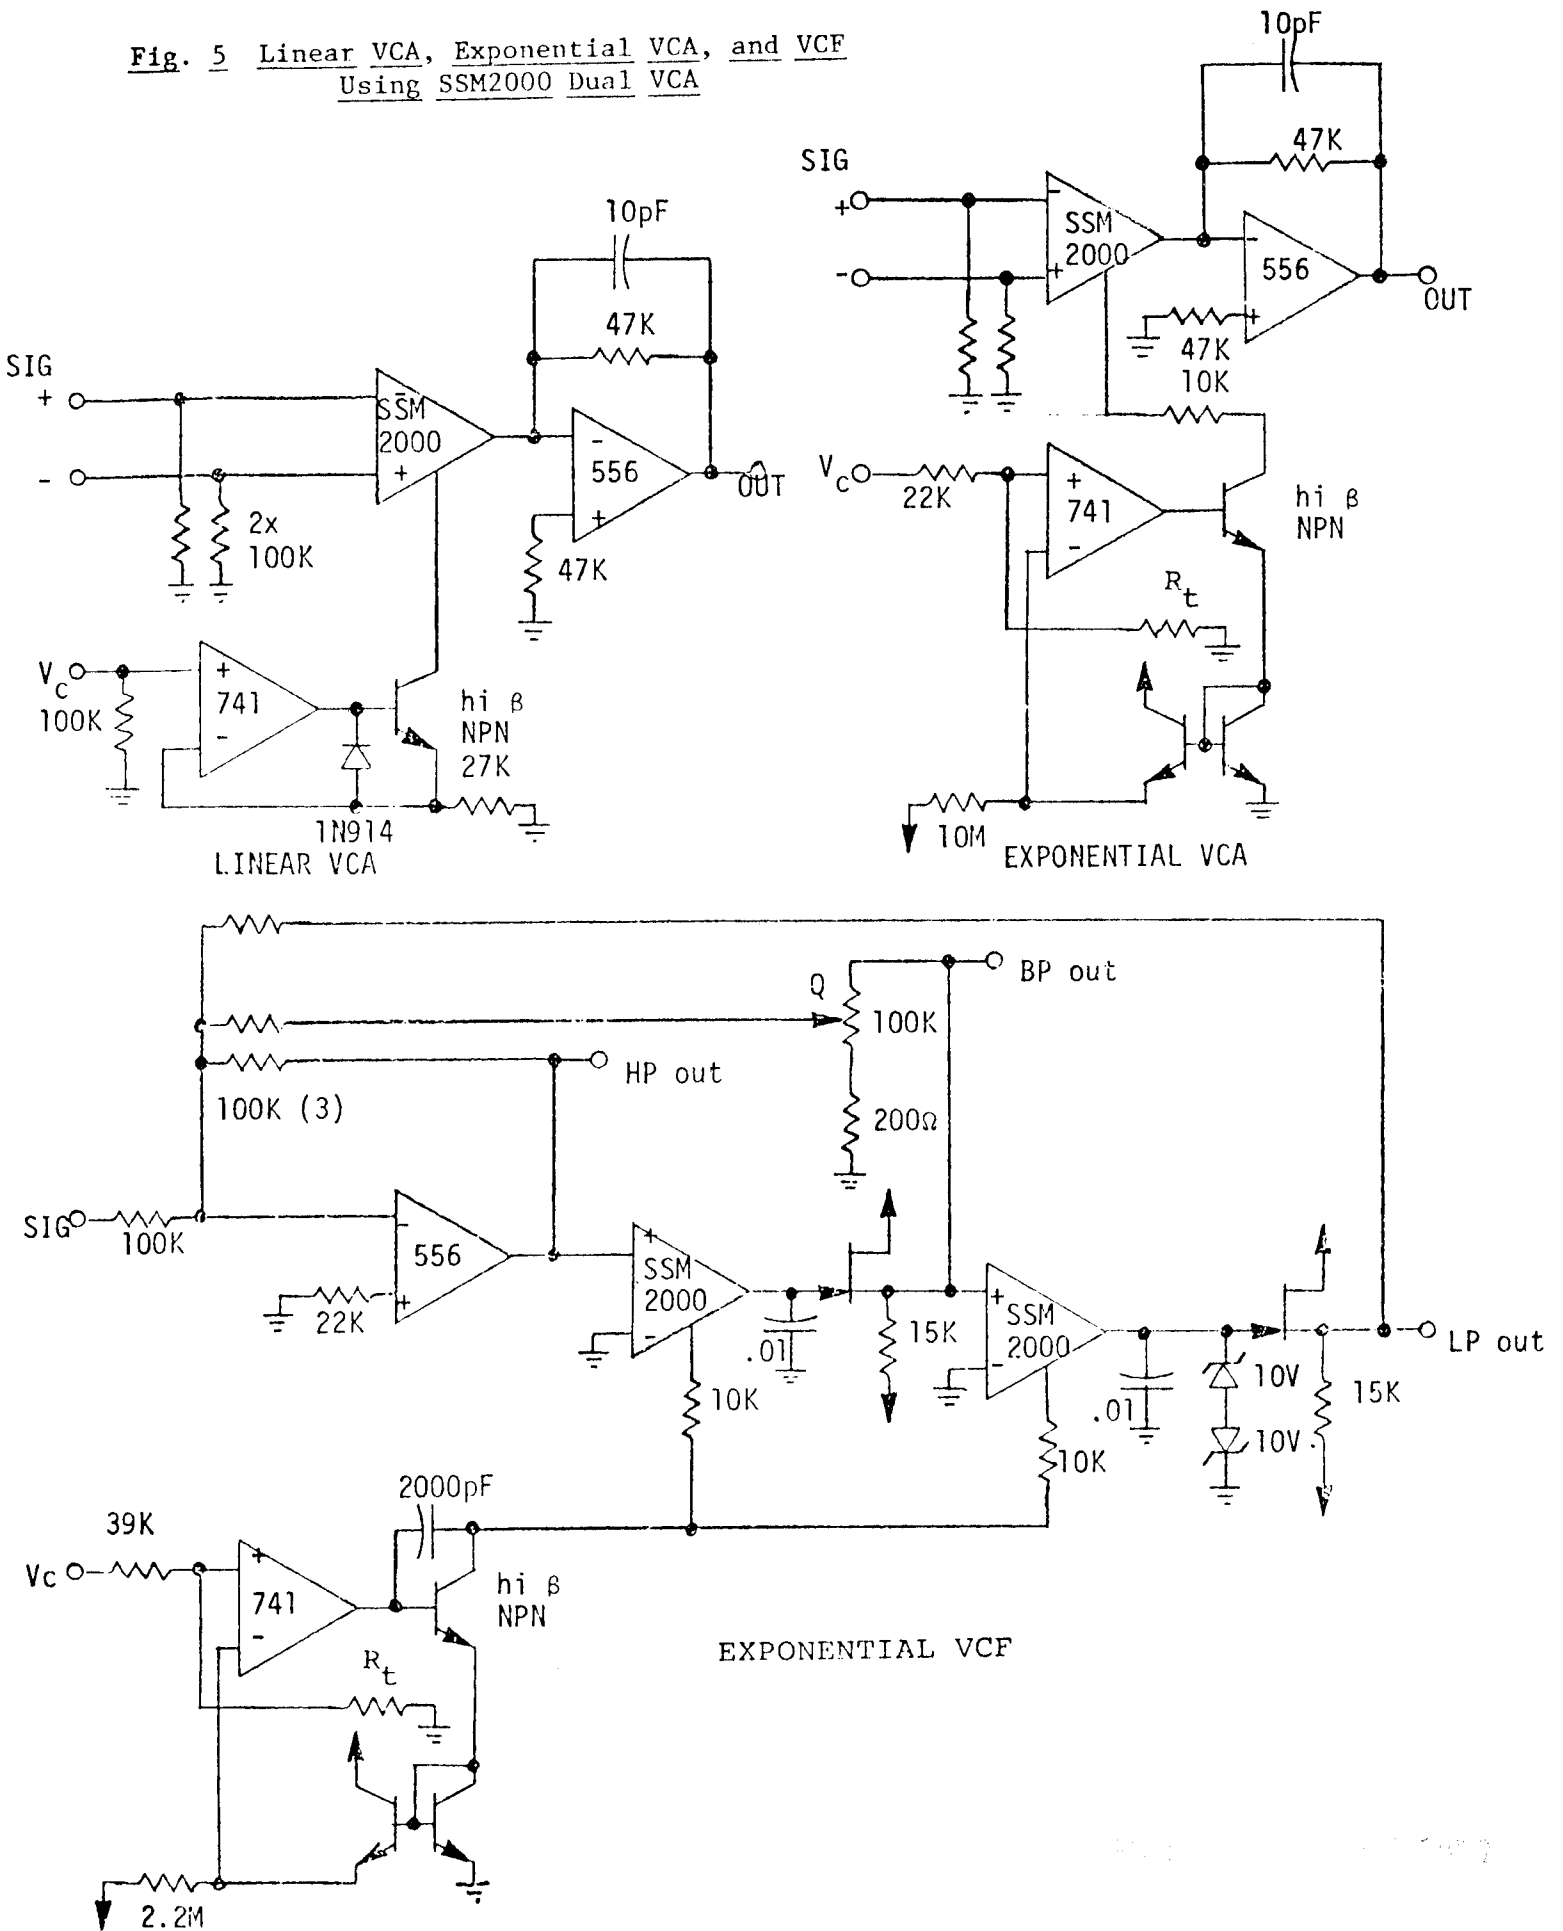 Fig. 5 Linear VCA, Exponential VCA, and VCF
Using SSM2000 Dual VCA
10pF
47K
SIG
+
-
-
SSM
2000
+
-
556
+
OUT
47K
10K
Vc
22K
+
741
-
hi β
NPN
Rt
10M
EXPONENTIAL VCA
10pF
47K
SIG
+
-
-
SSM
2000
+
2x
100K
-
556
+
OUT
47K
Vc
100K
+
741
-
hi β
NPN
27K
1N914
LINEAR VCA
Q
100K
BP out
HP out
100K (3)
200Ω
SIG
100K
-
556
+
22K
+
SSM
2000
-
.01
15K
+
SSM
2000
-
10K
.01
10V
10V
15K
LP out
10K
2000pF
39K
Vc
+
741
-
hi β
NPN
Rt
2.2M
EXPONENTIAL VCF